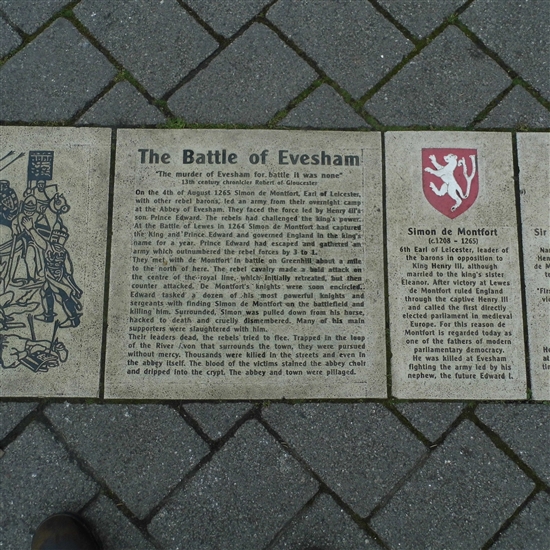 The Battle of Evesham
"The murder of Evesham for battle it was none"
13th century chronicler Robert of Gloucester
On the 4th of August 1265 Simon de Montfort, Earl of Leicester,
with other rebel barons, led an army from their overnight camp
at the Abbey of Evesham. They faced the force led by Henry III's
son, Prince Edward. The rebels had challenged the king's power.
At the Battle of Lewes in 1264 Simon de Montfort had captured
the King and Prince Edward and governed England in the king's
name for a year. Prince Edward had escaped and gathered an
army which outnumbered the rebel forces by 3 to 1.
They met with de Montfort in battle on Greenhill about a mile
to the north of here. The rebel cavalry made a bold attack on
the centre of the royal line, which initially retreated, but then
counter attacked. De Montfort's knights were soon encircled.
Edward tasked a dozen of his most powerful knights and
sergeants with finding Simon de Montfort on the battlefield and
killing him. Surrounded, Simon was pulled down from his horse,
hacked to death and cruelly dismembered. Many of his main
supporters were slaughtered with him.
Their leaders dead, the rebels tried to flee. Trapped in the loop
of the River Avon that surrounds the town, they were pursued
without mercy. Thousands were killed in the streets and even in
the abbey itself. The blood of the victims stained the abbey choir
and dripped into the crypt. The abbey and town were pillaged.
Simon de Montfort
(c.1208 - 1265)
6th Earl of Leicester, leader of
the barons in opposition to
King Henry III, although
married to the king's sister,
Eleanor. After victory at Lewes
de Montfort ruled England
through the captive Henry III
and called the first directly
elected parliament in medieval
Europe. For this reason de
Montfort is regarded today as
one of the fathers of modern
parliamentary democracy.
He was killed at Evesham
fighting the army led by his
nephew, the future Edward I.
Sir